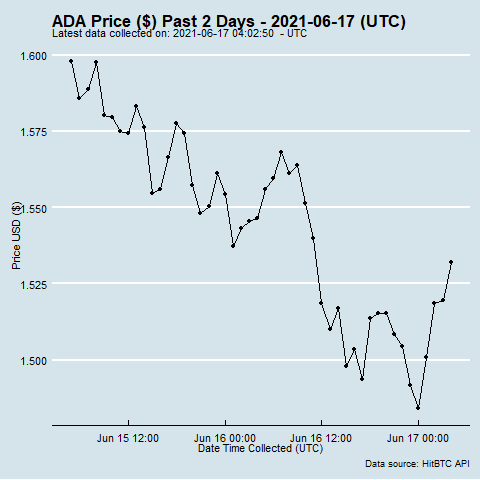 ADA Price ($) Past 2 Days - 2021-06-17 (UTC)
Latest data collected on: 2021-06-17 04:02:50 - UTC
1.600
1.575
1.550
1.525
1.500
Price USD ($)
Jun 15 12:00 Jun 16 00:00 Jun 16 12:00 Jun 17 00:00
Date Time Collected (UTC)
Data source: HitBTC API